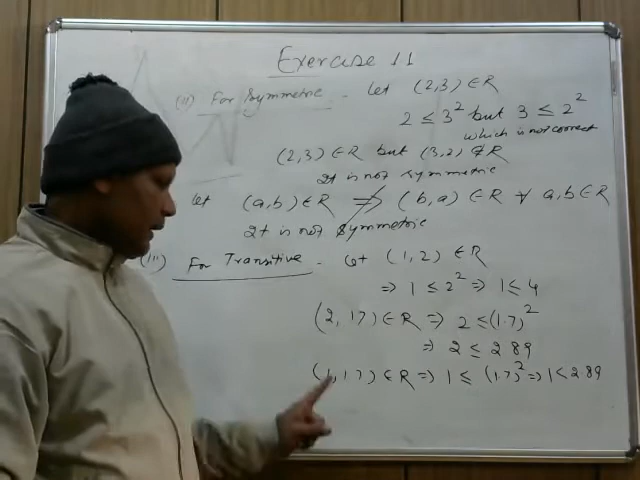 Exercise 11
(ii) For Symmetric - Let (2,3) ∈ R
2 ≤ 3² but 3 ≤ 2²
which is not correct
(2,3) ∈ R but (3,2) ∉ R
It is not symmetric
let (a,b) ∈ R ⇏ (b,a) ∈ R ∀ a,b ∈ R
It is not Symmetric
(iii) For Transitive - Let (1,2) ∈ R
⇒ 1 ≤ 2² ⇒ 1 ≤ 4
(2, 17) ∈ R ⇒ 2 ≤ (17)²
⇒ 2 ≤ 289
(1,17) ∈ R ⇒ 1 ≤ (17)² ⇒ 1 < 289